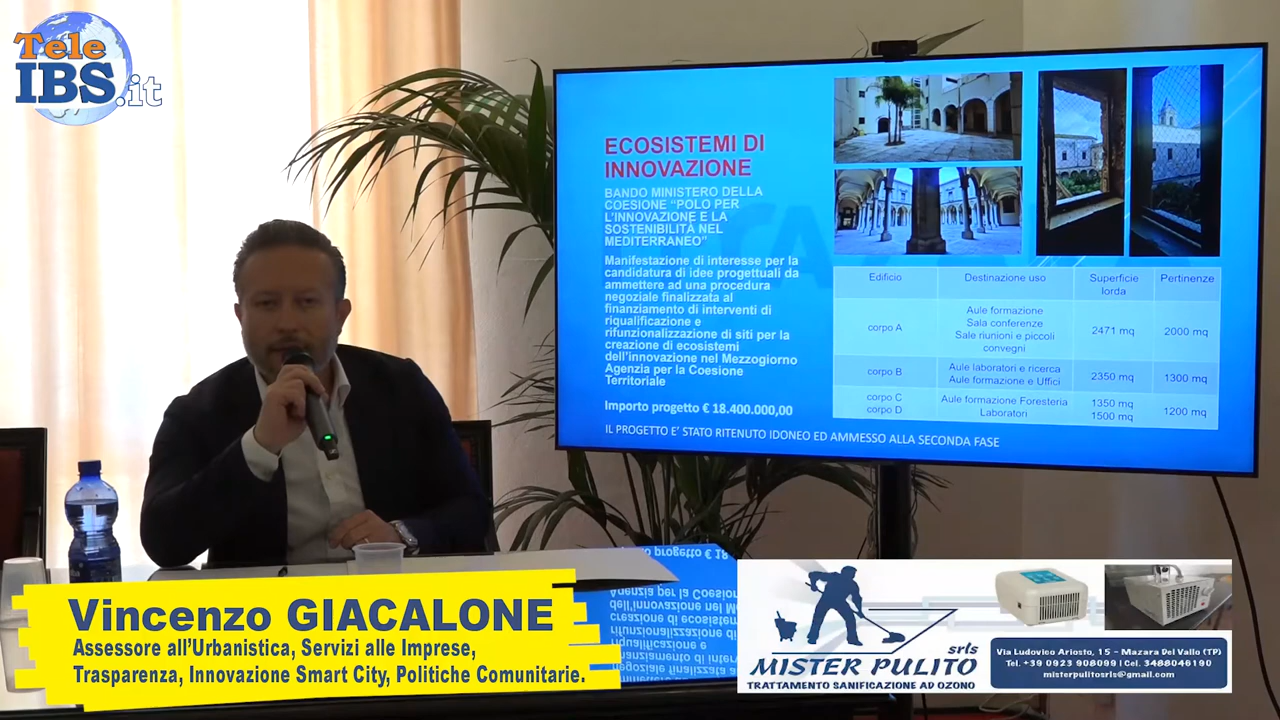 Tele
IBS.it
ECOSISTEMI DI
INNOVAZIONE
BANDO MINISTERO DELLA
COESIONE “POLO PER
L’INNOVAZIONE E LA
SOSTENIBILITÀ NEL
MEDITERRANEO”
Manifestazione di interesse per la
candidatura di idee progettuali da
ammettere ad una procedura
negoziale finalizzata al
finanziamento di interventi di
riqualificazione e
rifunzionalizzazione di siti per la
creazione di ecosistemi
dell’innovazione nel Mezzogiorno
Agenzia per la Coesione
Territoriale
Importo progetto € 18.400.000,00
IL PROGETTO E’ STATO RITENUTO IDONEO ED AMMESSO ALLA SECONDA FASE
Edificio Destinazione uso Superficie lorda Pertinenze
corpo A Aule formazione
Sala conferenze
Sale riunioni e piccoli
convegni 2471 mq 2000 mq
corpo B Aule laboratori e ricerca
Aule formazione e Uffici 2350 mq 1300 mq
corpo C Aule formazione Foresteria 1350 mq 1200 mq
corpo D Laboratori 1500 mq
Vincenzo GIACALONE
Assessore all’Urbanistica, Servizi alle Imprese,
Trasparenza, Innovazione Smart City, Politiche Comunitarie.
MISTER PULITO srls
TRATTAMENTO SANIFICAZIONE AD OZONO
Via Ludovico Ariosto, 15 – Mazara Del Vallo (TP)
Tel. +39 0923 908099 | Cel. 3488046190
misterpulitosrls@gmail.com